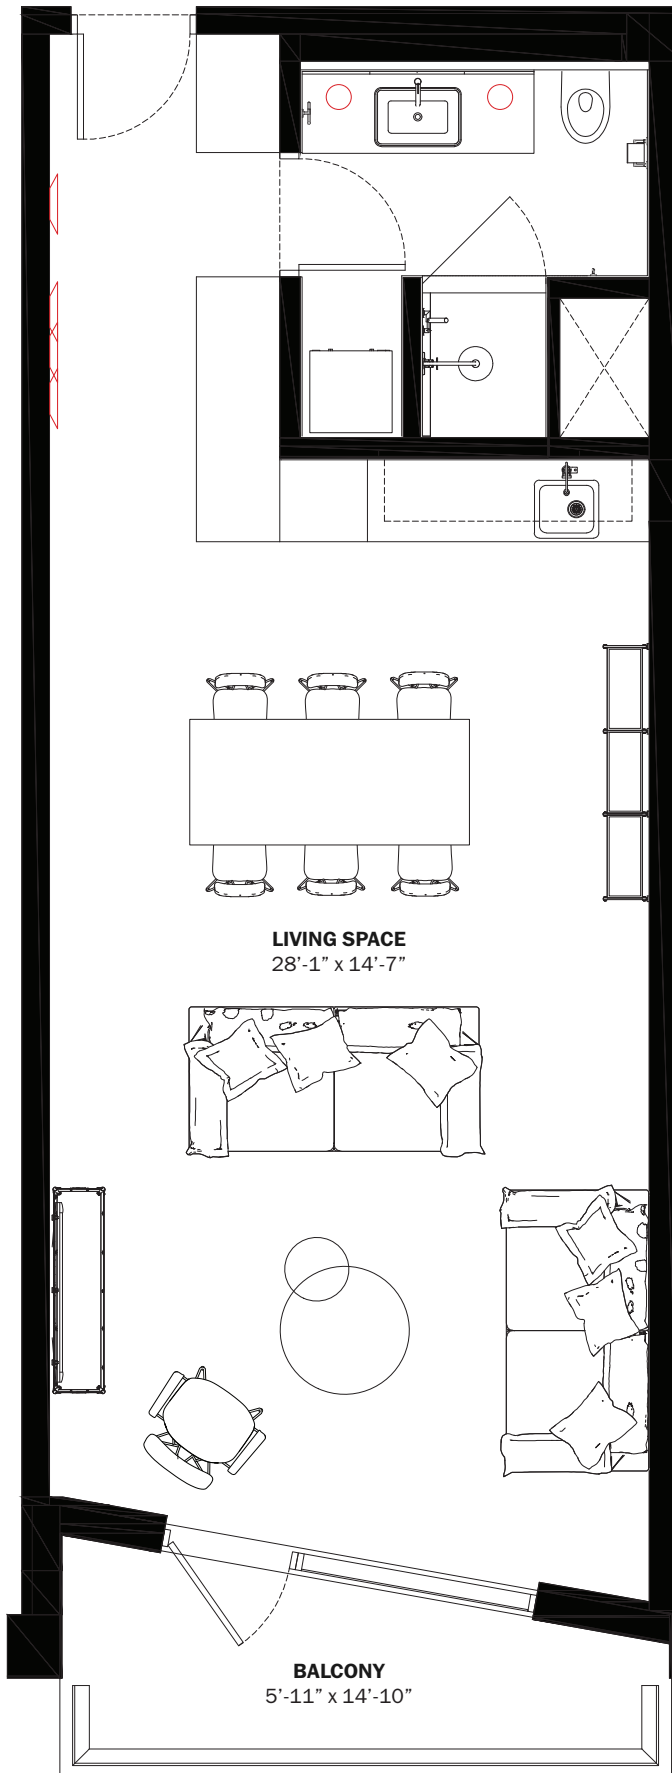 LIVING SPACE
28’-1” x 14’-7”
BALCONY
5’-11” x 14’-10”